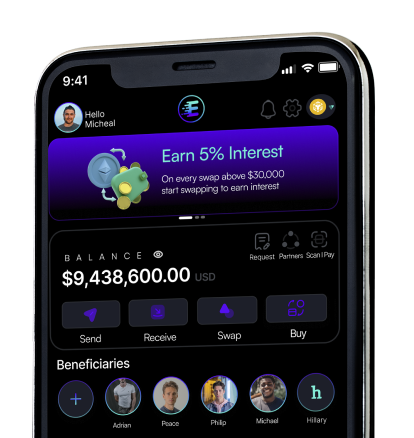 9:41
Hello
Micheal
E
Earn 5% Interest
On every swap above $30,000
start swapping to earn interest
BALANCE
Request Partners Scan|Pay
$9,438,600.00 USD
Send Receive Swap Buy
Beneficiaries
+
h
Adrian Peace Philip Michael Hillary